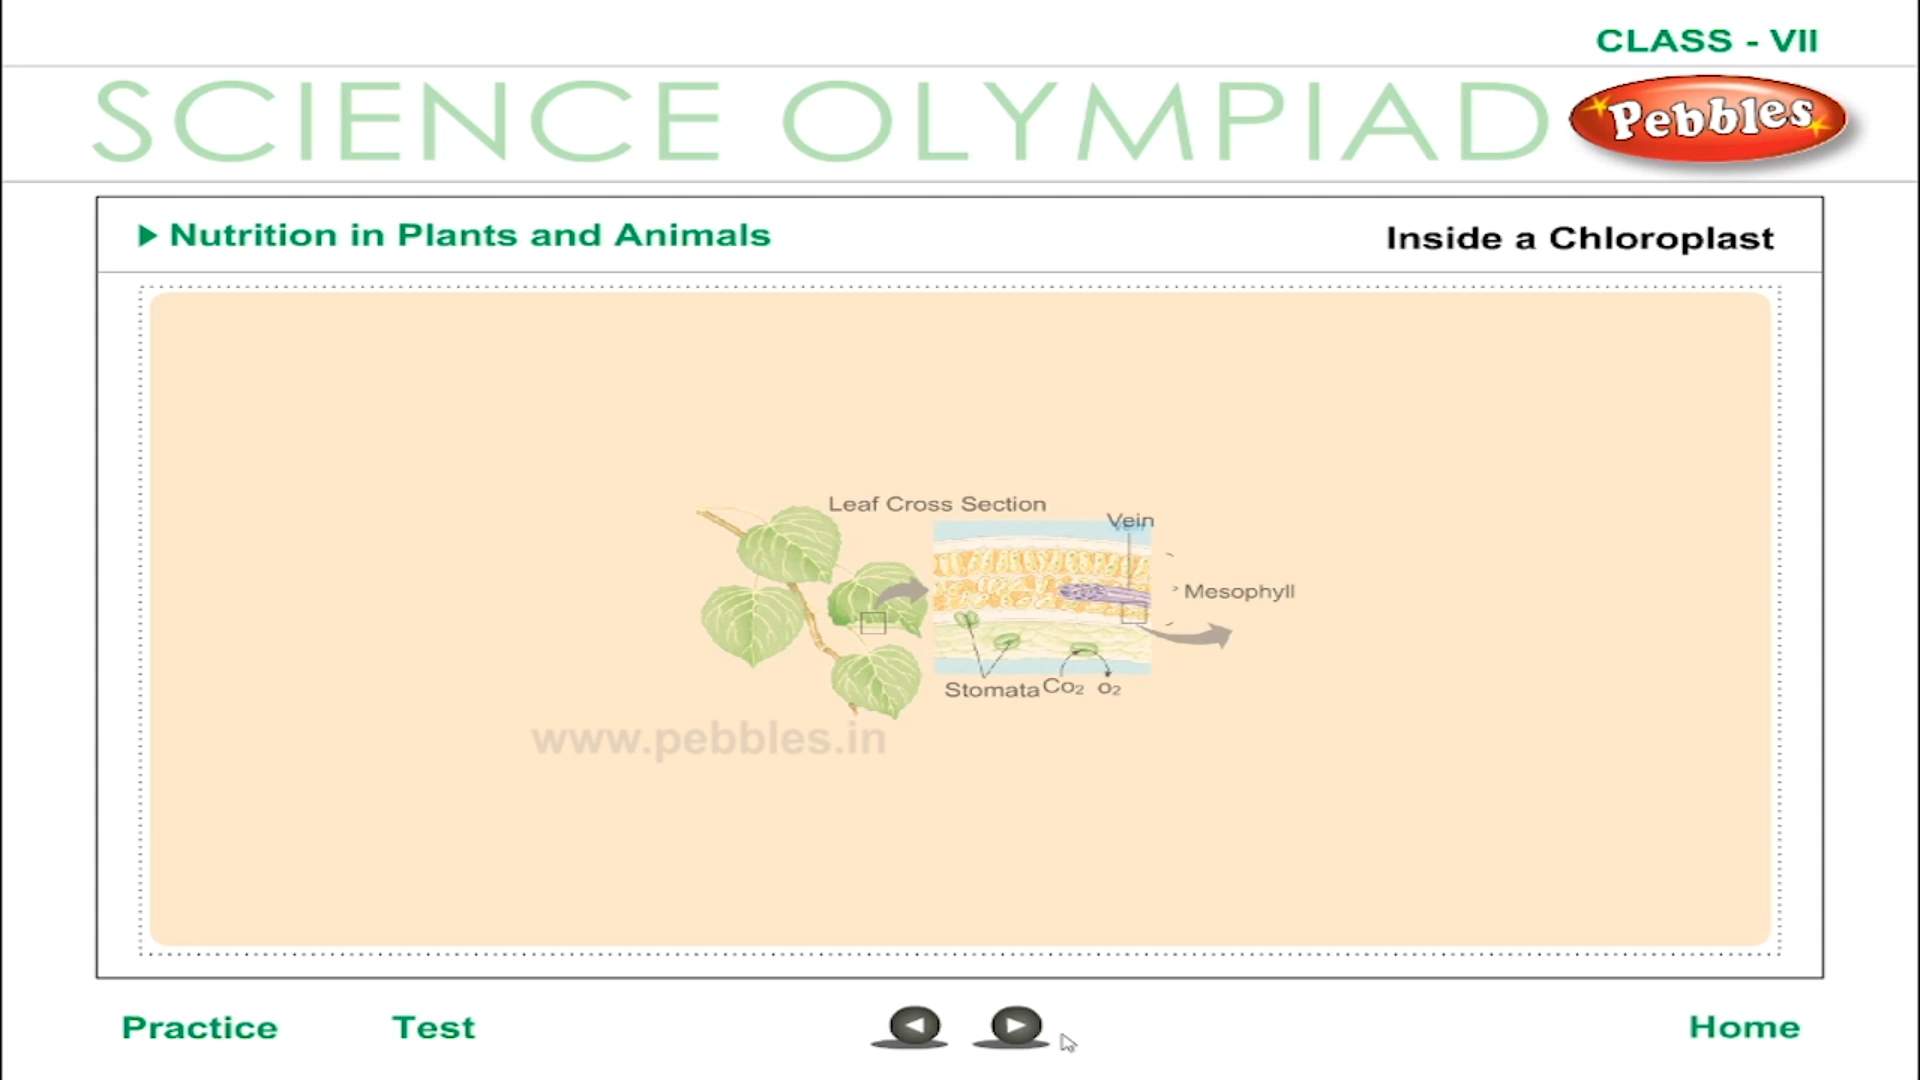 CLASS - VII
SCIENCE OLYMPIAD
Pebbles
Nutrition in Plants and Animals
Inside a Chloroplast
Leaf Cross Section
Vein
Mesophyll
Stomata
Co₂
o₂
www.pebbles.in
Practice
Test
Home